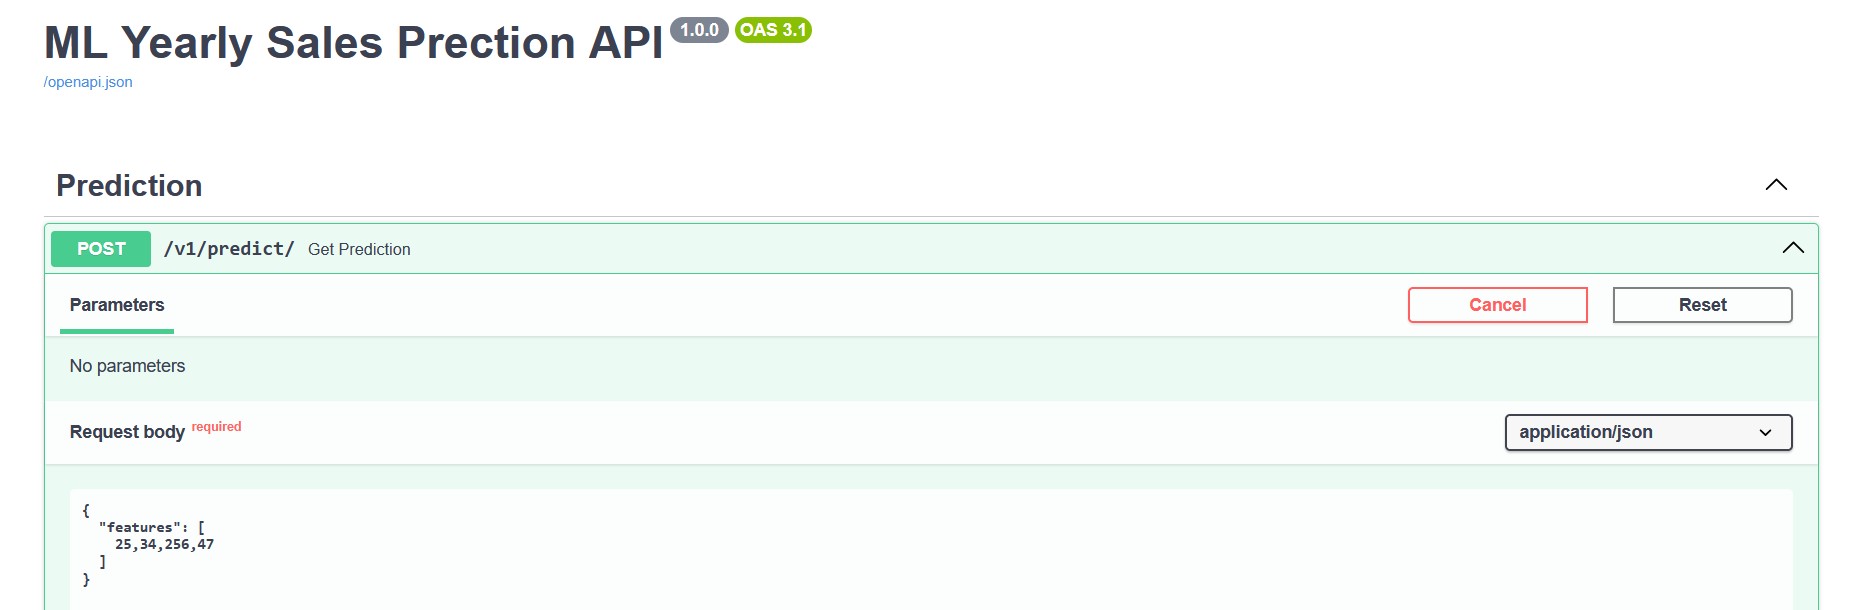 ML Yearly Sales Prection API 1.0.0 OAS 3.1
/openapi.json
Prediction
POST /v1/predict/ Get Prediction
Parameters Cancel Reset
No parameters
Request body required application/json
{
"features": [
25,34,256,47
]
}